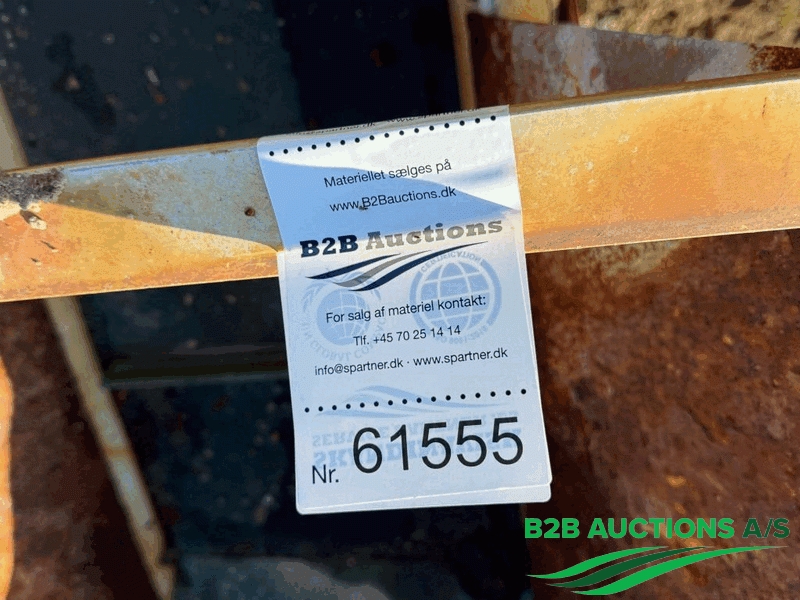 Materiellet sælges på
www.B2Bauctions.dk
B2B Auctions
For salg af materiel kontakt:
Tlf. +45 70 25 14 14
info@spartner.dk · www.spartner.dk
Nr. 61555
B2B AUCTIONS A/S